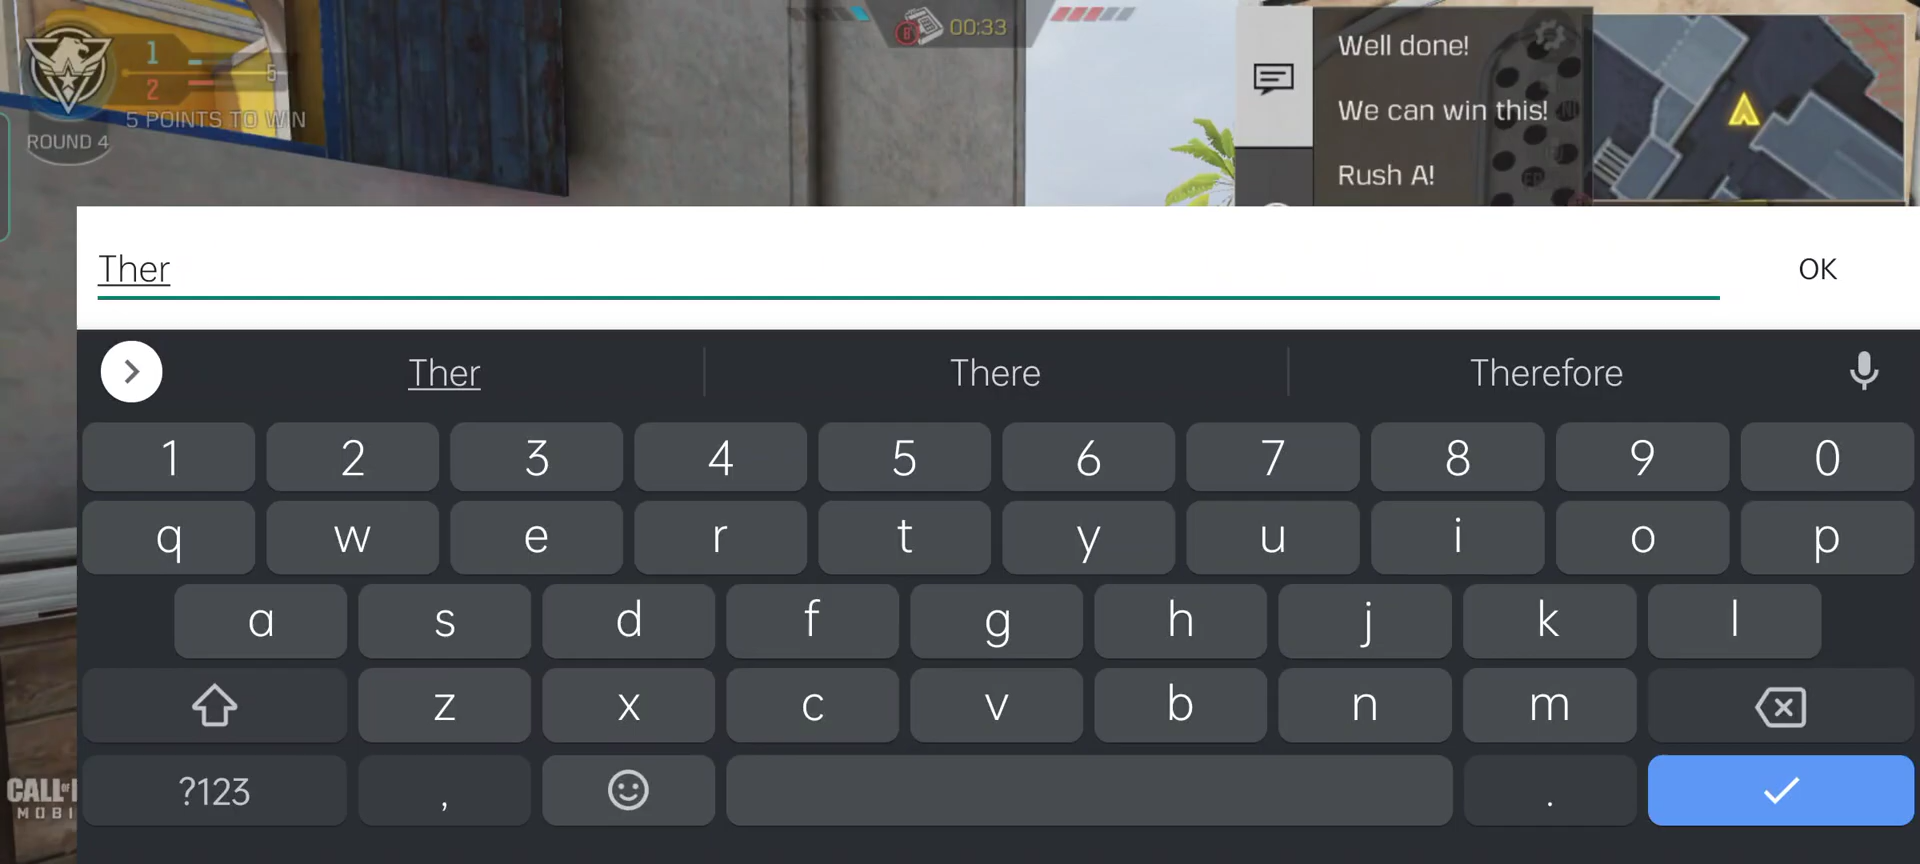 1
2
5
5 POINTS TO WIN
ROUND 4
B
00:33
Well done!
We can win this!
Rush A!
Ther
OK
Ther There Therefore
1 2 3 4 5 6 7 8 9 0
q w e r t y u i o p
a s d f g h j k l
z x c v b n m
?123 , .
CALL OF
MOBI